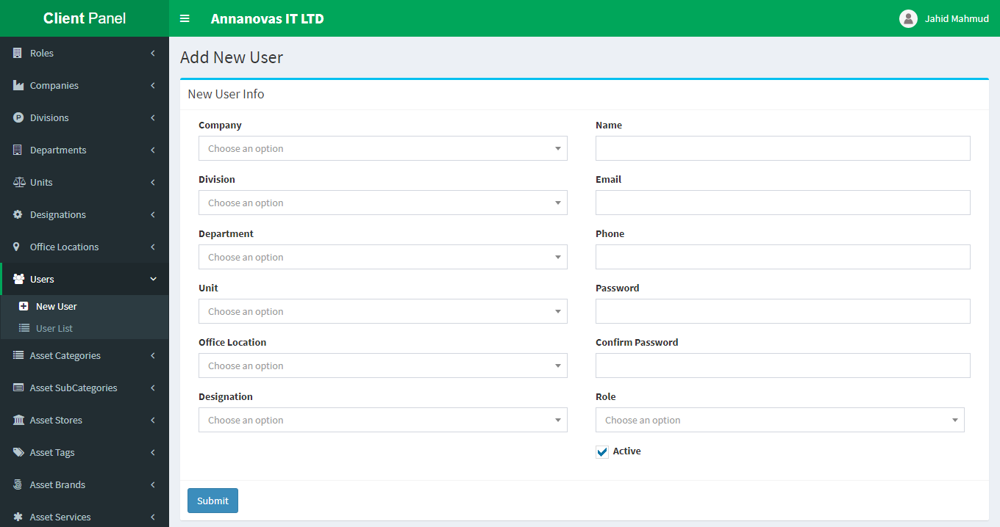 Client Panel
Annanovas IT LTD
Jahid Mahmud
Roles
Companies
Divisions
Departments
Units
Designations
Office Locations
Users
New User
User List
Asset Categories
Asset SubCategories
Asset Stores
Asset Tags
Asset Brands
Asset Services
Add New User
New User Info
Company
Choose an option
Name
Division
Choose an option
Email
Department
Choose an option
Phone
Unit
Choose an option
Password
Office Location
Choose an option
Confirm Password
Designation
Choose an option
Role
Choose an option
Active
Submit